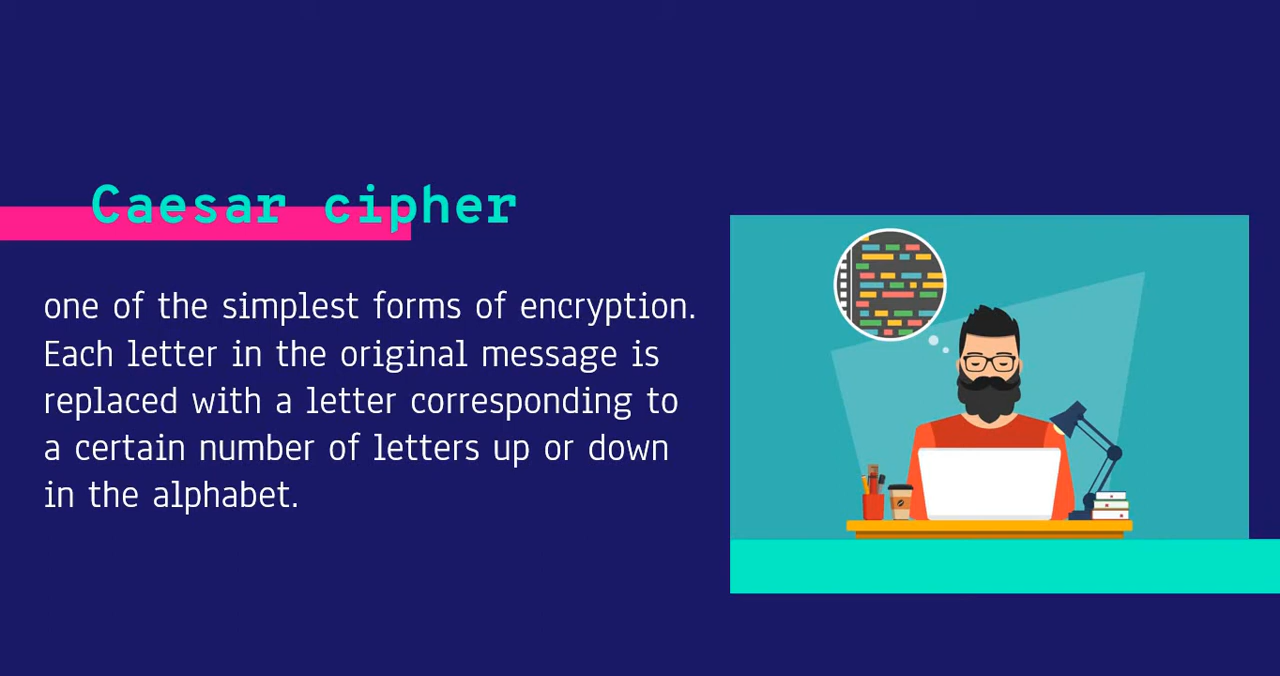 Caesar cipher
one of the simplest forms of encryption.
Each letter in the original message is
replaced with a letter corresponding to
a certain number of letters up or down
in the alphabet.